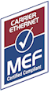 CARRIER
ETHERNET
MEF
Certified Compliant